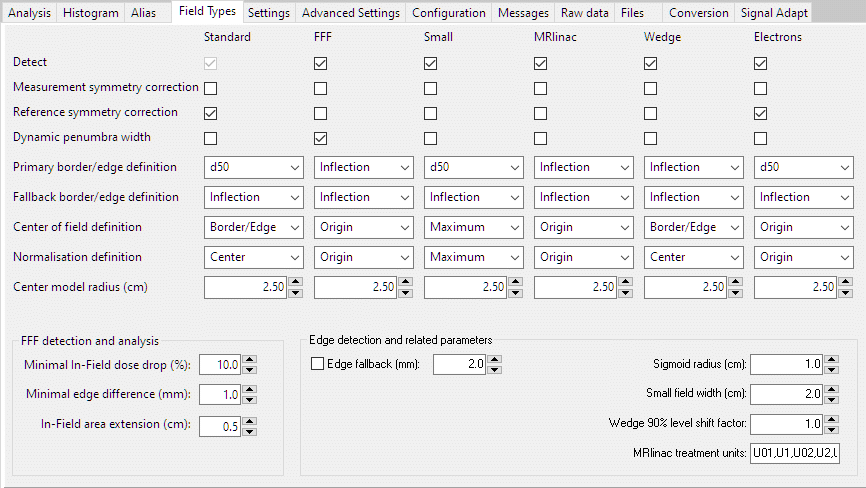 Analysis Histogram Alias Field Types Settings Advanced Settings Configuration Messages Raw data Files Conversion Signal Adapt
Standard FFF Small MRlinac Wedge Electrons
Detect
Measurement symmetry correction
Reference symmetry correction
Dynamic penumbra width
Primary border/edge definition d50 Inflection d50 Inflection Inflection d50
Fallback border/edge definition Inflection Inflection Inflection Inflection Inflection Inflection
Center of field definition Border/Edge Origin Maximum Origin Border/Edge Origin
Normalisation definition Center Origin Maximum Origin Center Origin
Center model radius (cm) 2.50 2.50 2.50 2.50 2.50 2.50
FFF detection and analysis
Minimal In-Field dose drop (%): 10.0
Minimal edge difference (mm): 1.0
In-Field area extension (cm): 0.5
Edge detection and related parameters
Edge fallback (mm): 2.0 Sigmoid radius (cm): 1.0
Small field width (cm): 2.0
Wedge 90% level shift factor: 1.0
MRlinac treatment units: U01,U1,U02,U2,